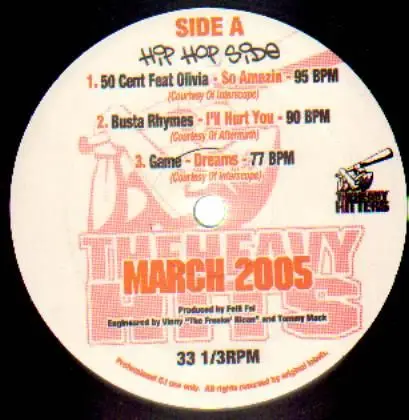 SIDE A
HIP HOP SIDE
1. 50 Cent Feat Olivia - So Amazin - 95 BPM
(Courtesy Of Interscope)
2. Busta Rhymes - I'll Hurt You - 90 BPM
(Courtesy Of Aftermath)
3. Game - Dreams - 77 BPM
(Courtesy Of Interscope)
THE HEAVY
HITTERS
THE HEAVY
HITS
MARCH 2005
Produced by Felli Fel
Engineered by Vinny "The Freakin' Rican" and Tommy Mack
33 1/3RPM
Professional DJ use only. All rights reserved by original labels.